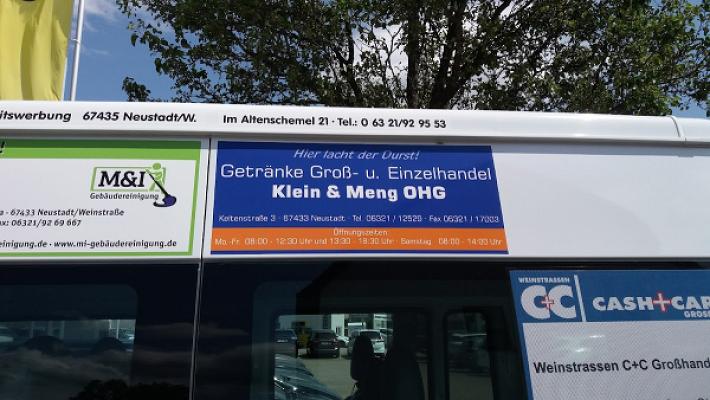 itswerbung 67435 Neustadt/W. Im Altenschemel 21 · Tel.: 0 63 21/92 95 53
M&I
Gebäudereinigung
· 67433 Neustadt/Weinstraße
ax: 06321/92 69 667
einigung.de · www.mi-gebäudereinigung.de
Hier lacht der Durst!
Getränke Groß- u. Einzelhandel
Klein & Meng OHG
Keltenstraße 3 · 67433 Neustadt · Tel. 06321 / 12529 · Fax 06321 / 17003
Öffnungszeiten:
Mo.-Fr. 08:00 - 12:30 Uhr und 13:30 - 18:30 Uhr · Samstag 08:00 - 14:00 Uhr
WEINSTRASSEN
C+C
CASH+CAR
GROSS
Weinstrassen C+C Großhand